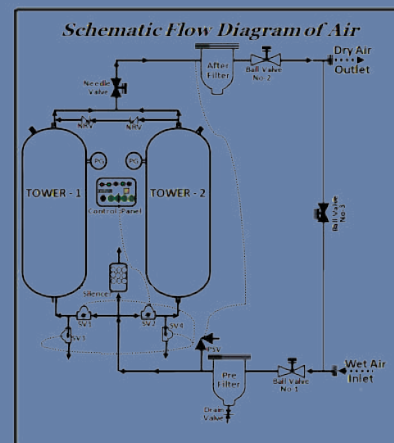 Schematic Flow Diagram of Air
After
Filter
Ball Valve
No-2
Dry Air
Outlet
Needle
Valve
NRV
NRV
PG
PG
TOWER - 1
TOWER - 2
Control Panel
Ball Valve
No-3
Silencer
SV1
SV2
SV3
SV4
PSV
Pre
Filter
Ball Valve
No-1
Wet Air
Inlet
Drain
Valve